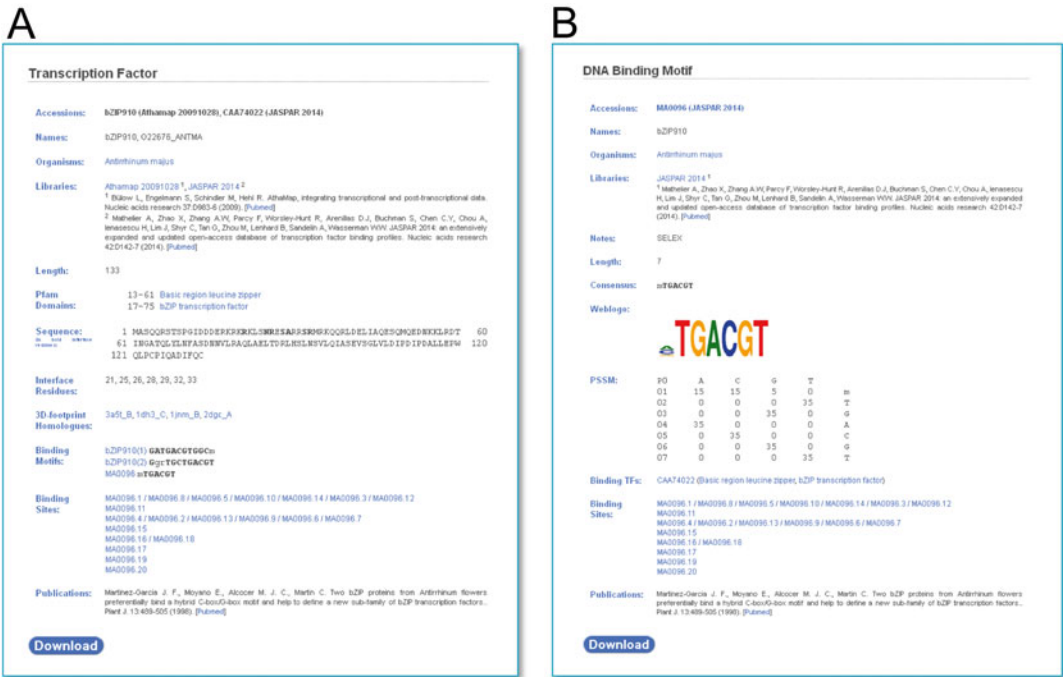 A
Transcription Factor
Accessions: bZIP910 (Athamap 20091028), CAA74022 (JASPAR 2014)
Names: bZIP910, O22676_ANTMA
Organisms: Antirrhinum majus
Libraries: Athamap 20091028 1, JASPAR 2014 2
1 Bülow L, Engelmann S, Schindler M, Hehl R. AthaMap, integrating transcriptional and post-transcriptional data.
Nucleic acids research 37:D983-6 (2009). [Pubmed]
2 Mathelier A, Zhao X, Zhang A.W, Parcy F, Worsley-Hunt R, Arenillas D.J, Buchman S, Chen C.Y, Chou A,
Ienasescu H, Lim J, Shyr C, Tan G, Zhou M, Lenhard B, Sandelin A, Wasserman W.W. JASPAR 2014: an extensively
expanded and updated open-access database of transcription factor binding profiles. Nucleic acids research
42:D142-7 (2014). [Pubmed]
Length: 133
Pfam Domains: 13-61 Basic region leucine zipper
17-75 bZIP transcription factor
Sequence: 1 MASQQRSTSPGIDDDERKRKRKLSNRESARRSRMRKQQRLDELIAQESQMQEDNKKLRDT 60
61 INGATQLYLNFASDNNVLRAQLAELTDRLHSLNSVLQIASEVSGLVLDIPDIPDALLEPW 120
121 QLPCPIQADIFQC
Interface Residues: 21, 25, 26, 28, 29, 32, 33
3D-footprint Homologues: 3a5t_B, 1dh3_C, 1jnm_B, 2dgc_A
Binding Motifs: bZIP910(1) GATGACGTGGCm
bZIP910(2) GgrTGCTGACGT
MA0096 mTGACGT
Binding Sites: MA0096.1 / MA0096.8 / MA0096.5 / MA0096.10 / MA0096.14 / MA0096.3 / MA0096.12
MA0096.11
MA0096.4 / MA0096.2 / MA0096.13 / MA0096.9 / MA0096.6 / MA0096.7
MA0096.15
MA0096.16 / MA0096.18
MA0096.17
MA0096.19
MA0096.20
Publications: Martinez-Garcia J. F., Moyano E., Alcocer M. J. C., Martin C. Two bZIP proteins from Antirrhinum flowers
preferentially bind a hybrid C-box/G-box motif and help to define a new sub-family of bZIP transcription factors..
Plant J. 13:489-505 (1998). [Pubmed]
Download
B
DNA Binding Motif
Accessions: MA0096 (JASPAR 2014)
Names: bZIP910
Organisms: Antirrhinum majus
Libraries: JASPAR 2014 1
1 Mathelier A, Zhao X, Zhang A.W, Parcy F, Worsley-Hunt R, Arenillas D.J, Buchman S, Chen C.Y, Chou A, Ienasescu
H, Lim J, Shyr C, Tan G, Zhou M, Lenhard B, Sandelin A, Wasserman W.W. JASPAR 2014: an extensively expanded
and updated open-access database of transcription factor binding profiles. Nucleic acids research 42:D142-7
(2014). [Pubmed]
Notes: SELEX
Length: 7
Consensus: mTGACGT
Weblogo:
TGACGT
PSSM: P0 A C G T
01 15 15 5 0 m
02 0 0 0 35 T
03 0 0 35 0 G
04 35 0 0 0 A
05 0 35 0 0 C
06 0 0 35 0 G
07 0 0 0 35 T
Binding TFs: CAA74022 (Basic region leucine zipper, bZIP transcription factor)
Binding Sites: MA0096.1 / MA0096.8 / MA0096.5 / MA0096.10 / MA0096.14 / MA0096.3 / MA0096.12
MA0096.11
MA0096.4 / MA0096.2 / MA0096.13 / MA0096.9 / MA0096.6 / MA0096.7
MA0096.15
MA0096.16 / MA0096.18
MA0096.17
MA0096.19
MA0096.20
Publications: Martinez-Garcia J. F., Moyano E., Alcocer M. J. C., Martin C. Two bZIP proteins from Antirrhinum flowers
preferentially bind a hybrid C-box/G-box motif and help to define a new sub-family of bZIP transcription factors..
Plant J. 13:489-505 (1998). [Pubmed]
Download